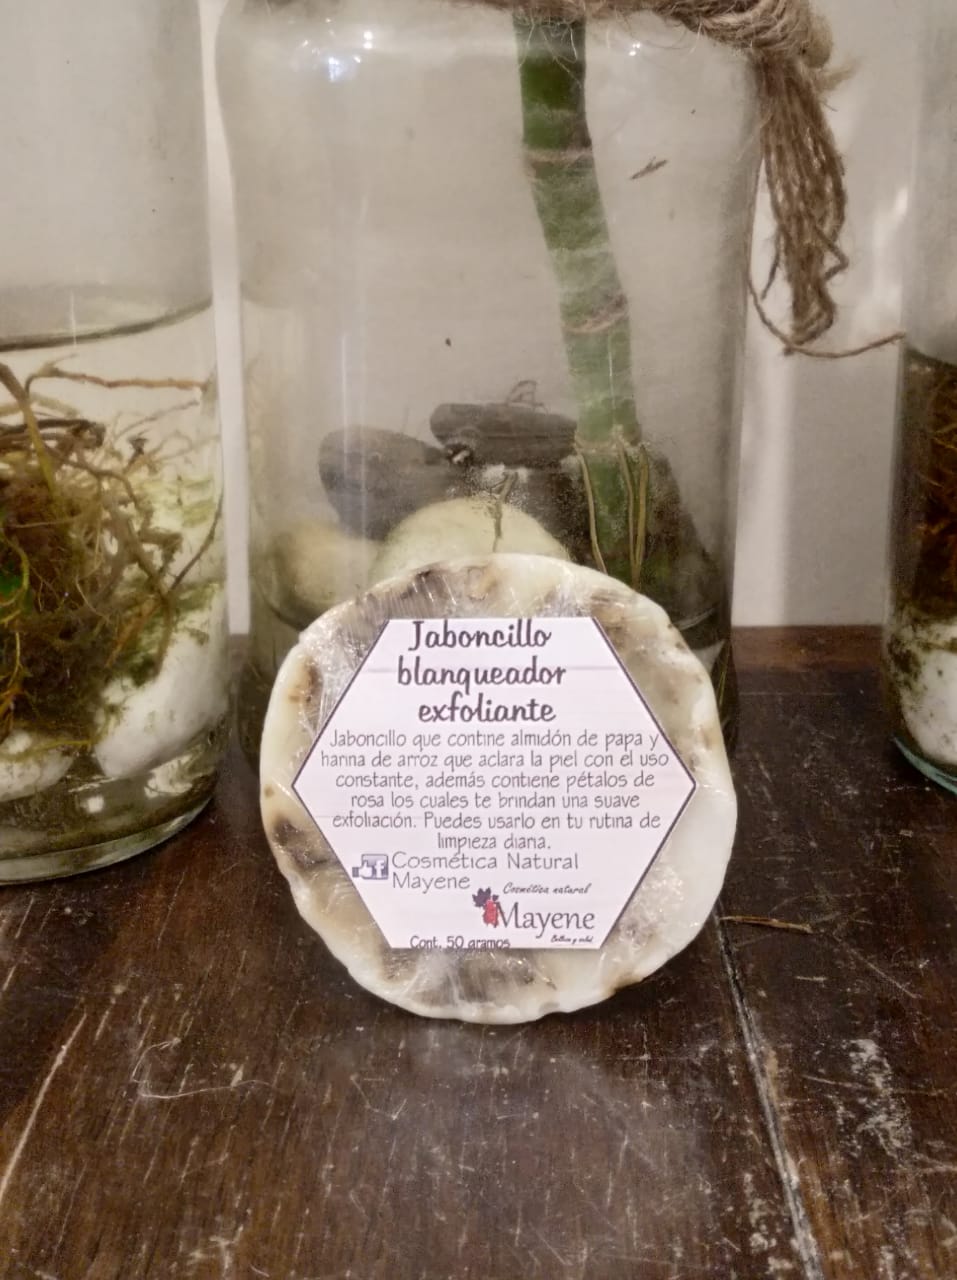 Jaboncillo
blanqueador
exfoliante
Jaboncillo que contine almidón de papa y
harina de arroz que aclara la piel con el uso
constante, además contiene pétalos de
rosa los cuales te brindan una suave
exfoliación. Puedes usarlo en tu rutina de
limpieza diaria.
f Cosmética Natural
Mayene
Cosmética natural
Mayene
Belleza y salud
Cont. 50 gramos